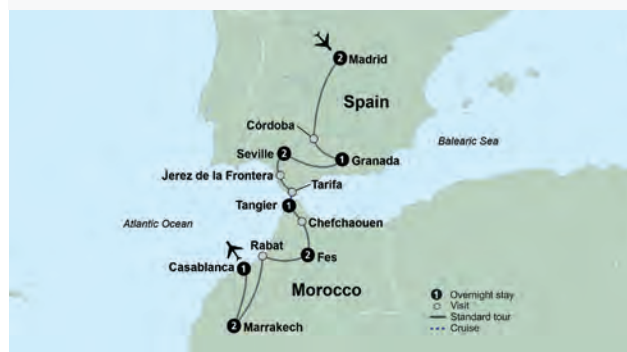 2 Madrid
Spain
Córdoba
Balearic Sea
Seville 2
1 Granada
Jerez de la Frontera
Tarifa
Tangier 1
Chefchaouen
Atlantic Ocean
Rabat
2 Fes
Casablanca 1
Morocco
1 Overnight stay
Visit
Standard tour
Cruise
2 Marrakech